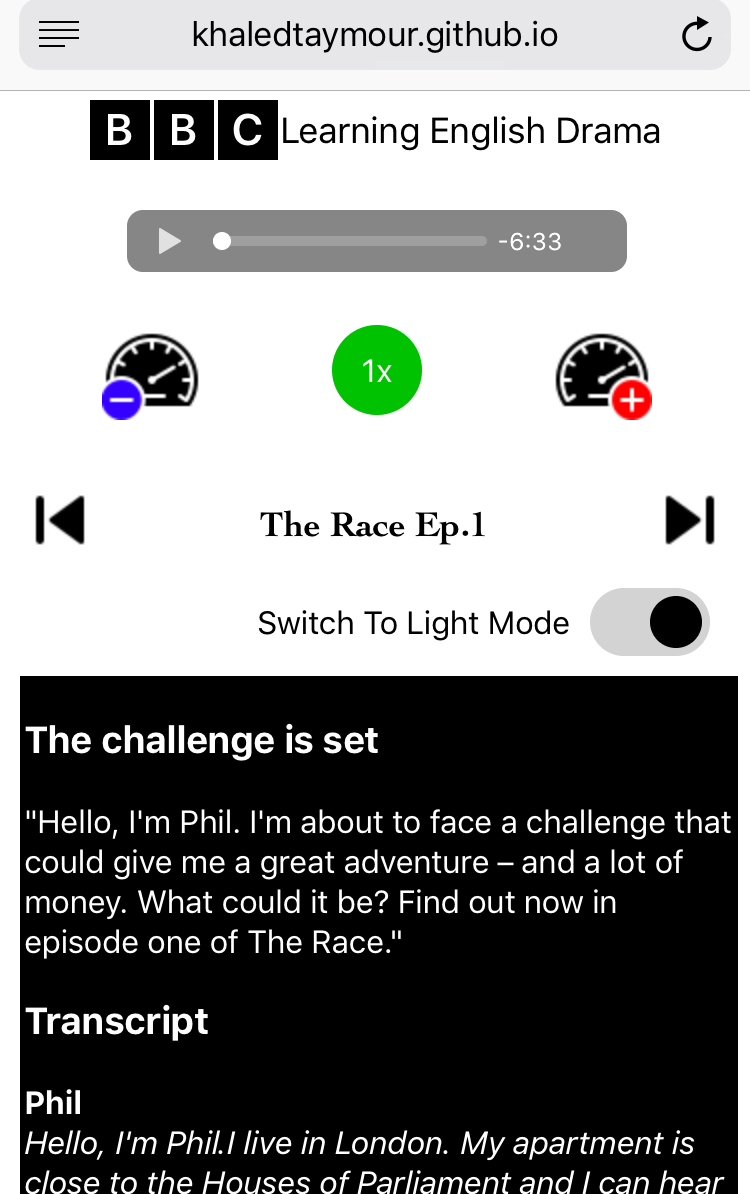 khaledtaymour.github.io
BBC Learning English Drama
-6:33
1x
The Race Ep.1
Switch To Light Mode
The challenge is set
"Hello, I'm Phil. I'm about to face a challenge that
could give me a great adventure – and a lot of
money. What could it be? Find out now in
episode one of The Race."
Transcript
Phil
Hello, I'm Phil.I live in London. My apartment is
close to the Houses of Parliament and I can hear